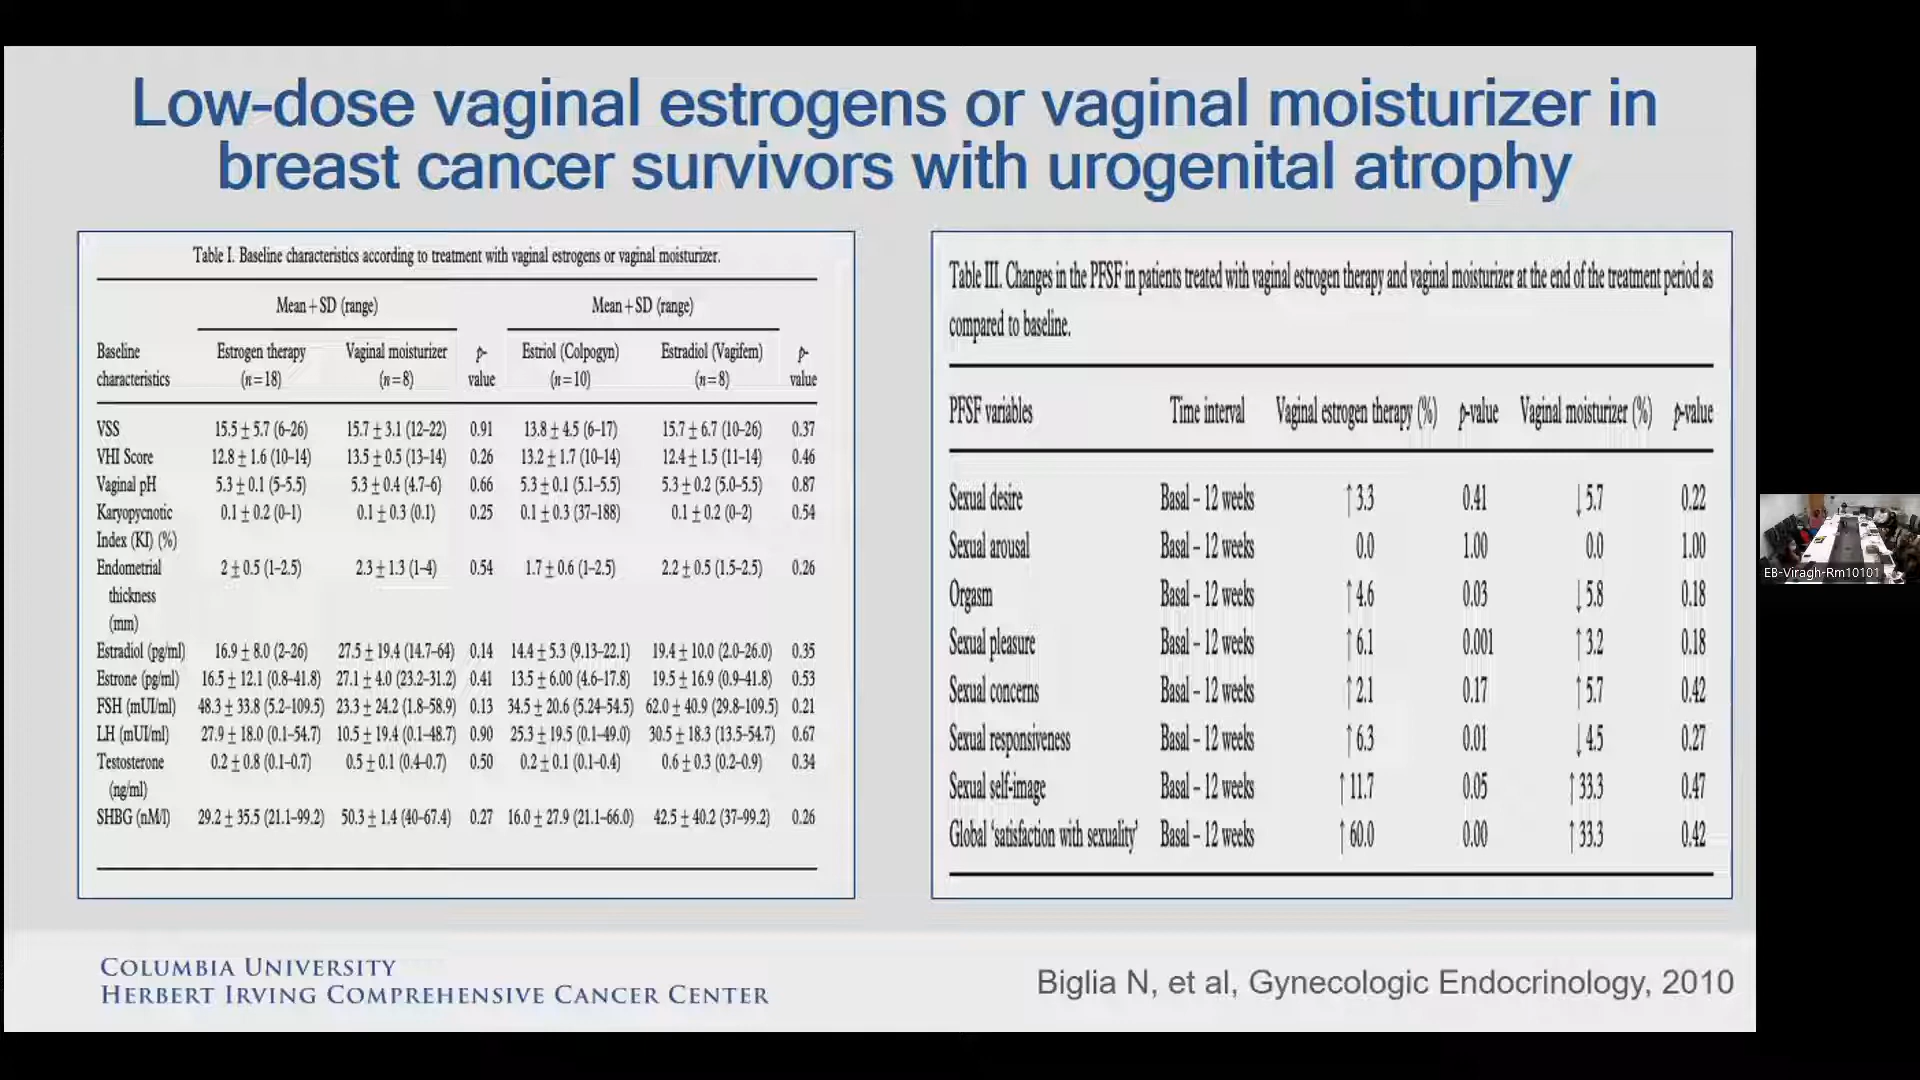 Low-dose vaginal estrogens or vaginal moisturizer in
breast cancer survivors with urogenital atrophy
Table I. Baseline characteristics according to treatment with vaginal estrogens or vaginal moisturizer.
Mean ± SD (range) Mean ± SD (range)
Baseline Estrogen therapy Vaginal moisturizer p- Estriol (Colpogyn) Estradiol (Vagifem) p-
characteristics (n=18) (n=8) value (n=10) (n=8) value
VSS 15.5 ± 5.7 (6–26) 15.7 ± 3.1 (12–22) 0.91 13.8 ± 4.5 (6–17) 15.7 ± 6.7 (10–26) 0.37
VHI Score 12.8 ± 1.6 (10–14) 13.5 ± 0.5 (13–14) 0.26 13.2 ± 1.7 (10–14) 12.4 ± 1.5 (11–14) 0.46
Vaginal pH 5.3 ± 0.1 (5–5.5) 5.3 ± 0.4 (4.7–6) 0.66 5.3 ± 0.1 (5.1–5.5) 5.3 ± 0.2 (5.0–5.5) 0.87
Karyopycnotic 0.1 ± 0.2 (0–1) 0.1 ± 0.3 (0.1) 0.25 0.1 ± 0.3 (37–188) 0.1 ± 0.2 (0–2) 0.54
Index (KI) (%)
Endometrial 2 ± 0.5 (1–2.5) 2.3 ± 1.3 (1–4) 0.54 1.7 ± 0.6 (1–2.5) 2.2 ± 0.5 (1.5–2.5) 0.26
thickness
(mm)
Estradiol (pg/ml) 16.9 ± 8.0 (2–26) 27.5 ± 19.4 (14.7–64) 0.14 14.4 ± 5.3 (9.13–22.1) 19.4 ± 10.0 (2.0–26.0) 0.35
Estrone (pg/ml) 16.5 ± 12.1 (0.8–41.8) 27.1 ± 4.0 (23.2–31.2) 0.41 13.5 ± 6.00 (4.6–17.8) 19.5 ± 16.9 (0.9–41.8) 0.53
FSH (mUI/ml) 48.3 ± 33.8 (5.2–109.5) 23.3 ± 24.2 (1.8–58.9) 0.13 34.5 ± 20.6 (5.24–54.5) 62.0 ± 40.9 (29.8–109.5) 0.21
LH (mUI/ml) 27.9 ± 18.0 (0.1–54.7) 10.5 ± 19.4 (0.1–48.7) 0.90 25.3 ± 19.5 (0.1–49.0) 30.5 ± 18.3 (13.5–54.7) 0.67
Testosterone 0.2 ± 0.8 (0.1–0.7) 0.5 ± 0.1 (0.4–0.7) 0.50 0.2 ± 0.1 (0.1–0.4) 0.6 ± 0.3 (0.2–0.9) 0.34
(ng/ml)
SHBG (nM/l) 29.2 ± 35.5 (21.1–99.2) 50.3 ± 1.4 (40–67.4) 0.27 16.0 ± 27.9 (21.1–66.0) 42.5 ± 40.2 (37–99.2) 0.26
Table III. Changes in the PFSF in patients treated with vaginal estrogen therapy and vaginal moisturizer at the end of the treatment period as
compared to baseline.
PFSF variables Time interval Vaginal estrogen therapy (%) p-value Vaginal moisturizer (%) p-value
Sexual desire Basal – 12 weeks ↑3.3 0.41 ↓5.7 0.22
Sexual arousal Basal – 12 weeks 0.0 1.00 0.0 1.00
Orgasm Basal – 12 weeks ↑4.6 0.03 ↓5.8 0.18
Sexual pleasure Basal – 12 weeks ↑6.1 0.001 ↑3.2 0.18
Sexual concerns Basal – 12 weeks ↑2.1 0.17 ↑5.7 0.42
Sexual responsiveness Basal – 12 weeks ↑6.3 0.01 ↓4.5 0.27
Sexual self-image Basal – 12 weeks ↑11.7 0.05 ↑33.3 0.47
Global 'satisfaction with sexuality' Basal – 12 weeks ↑60.0 0.00 ↑33.3 0.42
COLUMBIA UNIVERSITY
HERBERT IRVING COMPREHENSIVE CANCER CENTER
Biglia N, et al, Gynecologic Endocrinology, 2010
EB-Viragh-Rm10101